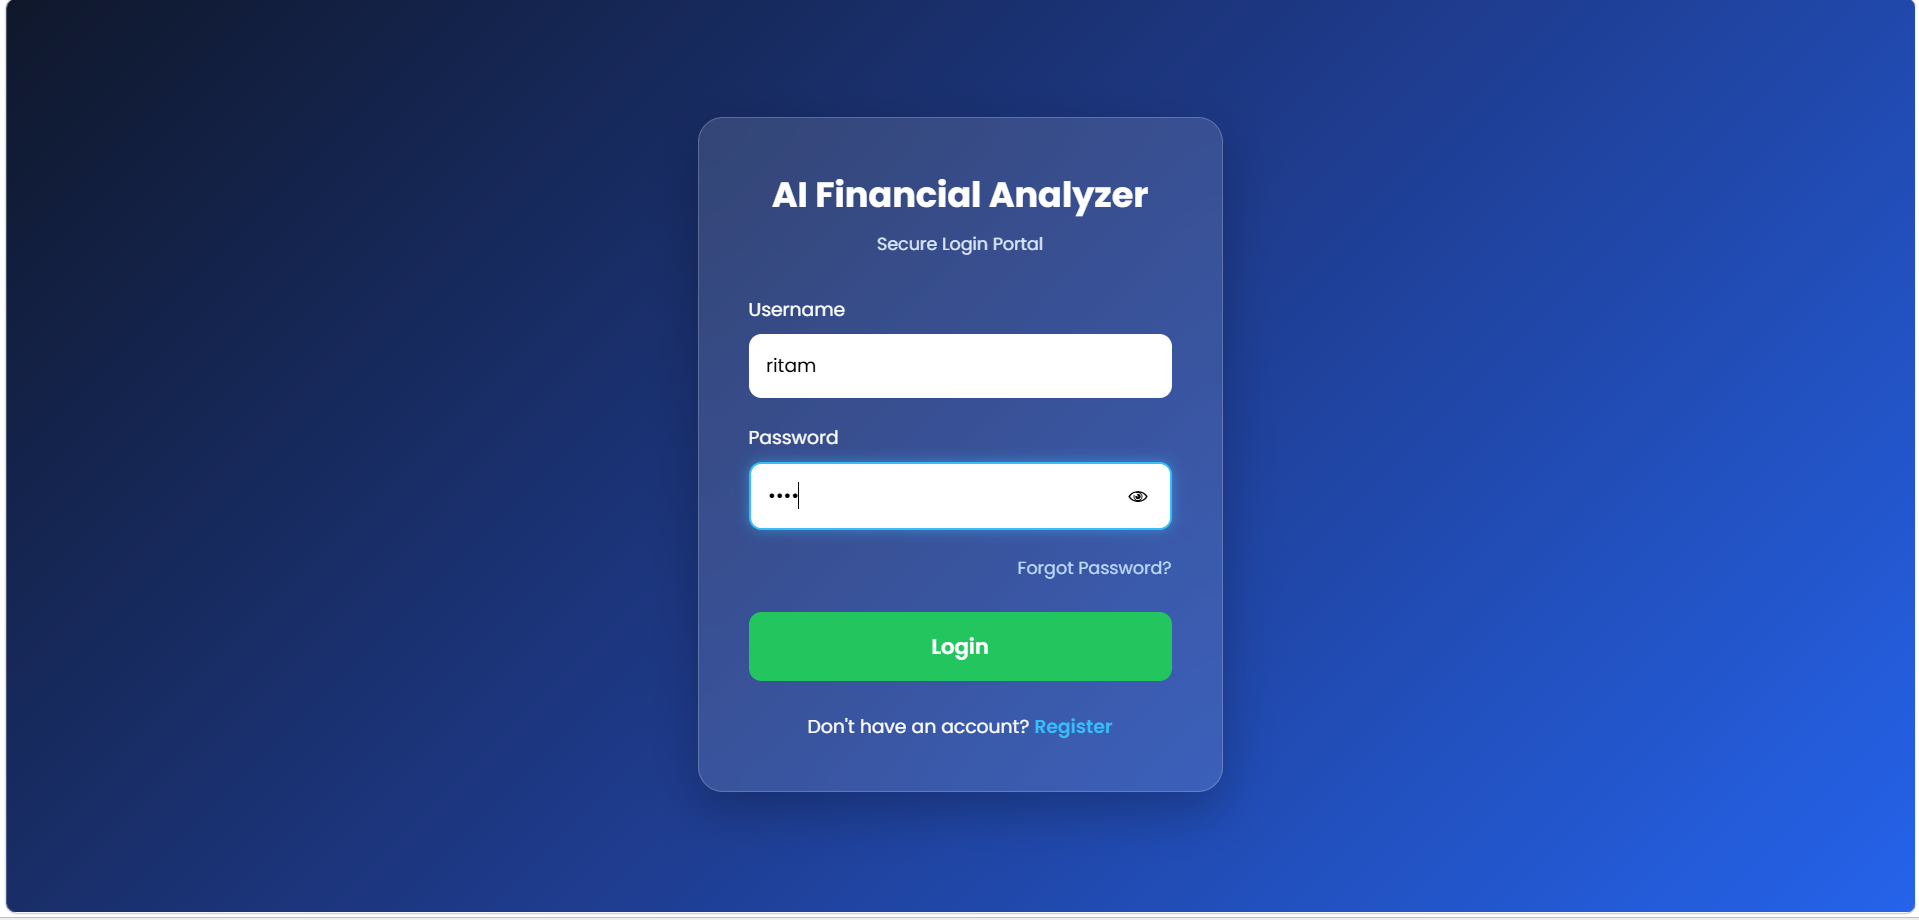 AI Financial Analyzer
Secure Login Portal
Username
ritam
Password
••••
Forgot Password?
Login
Don't have an account? Register